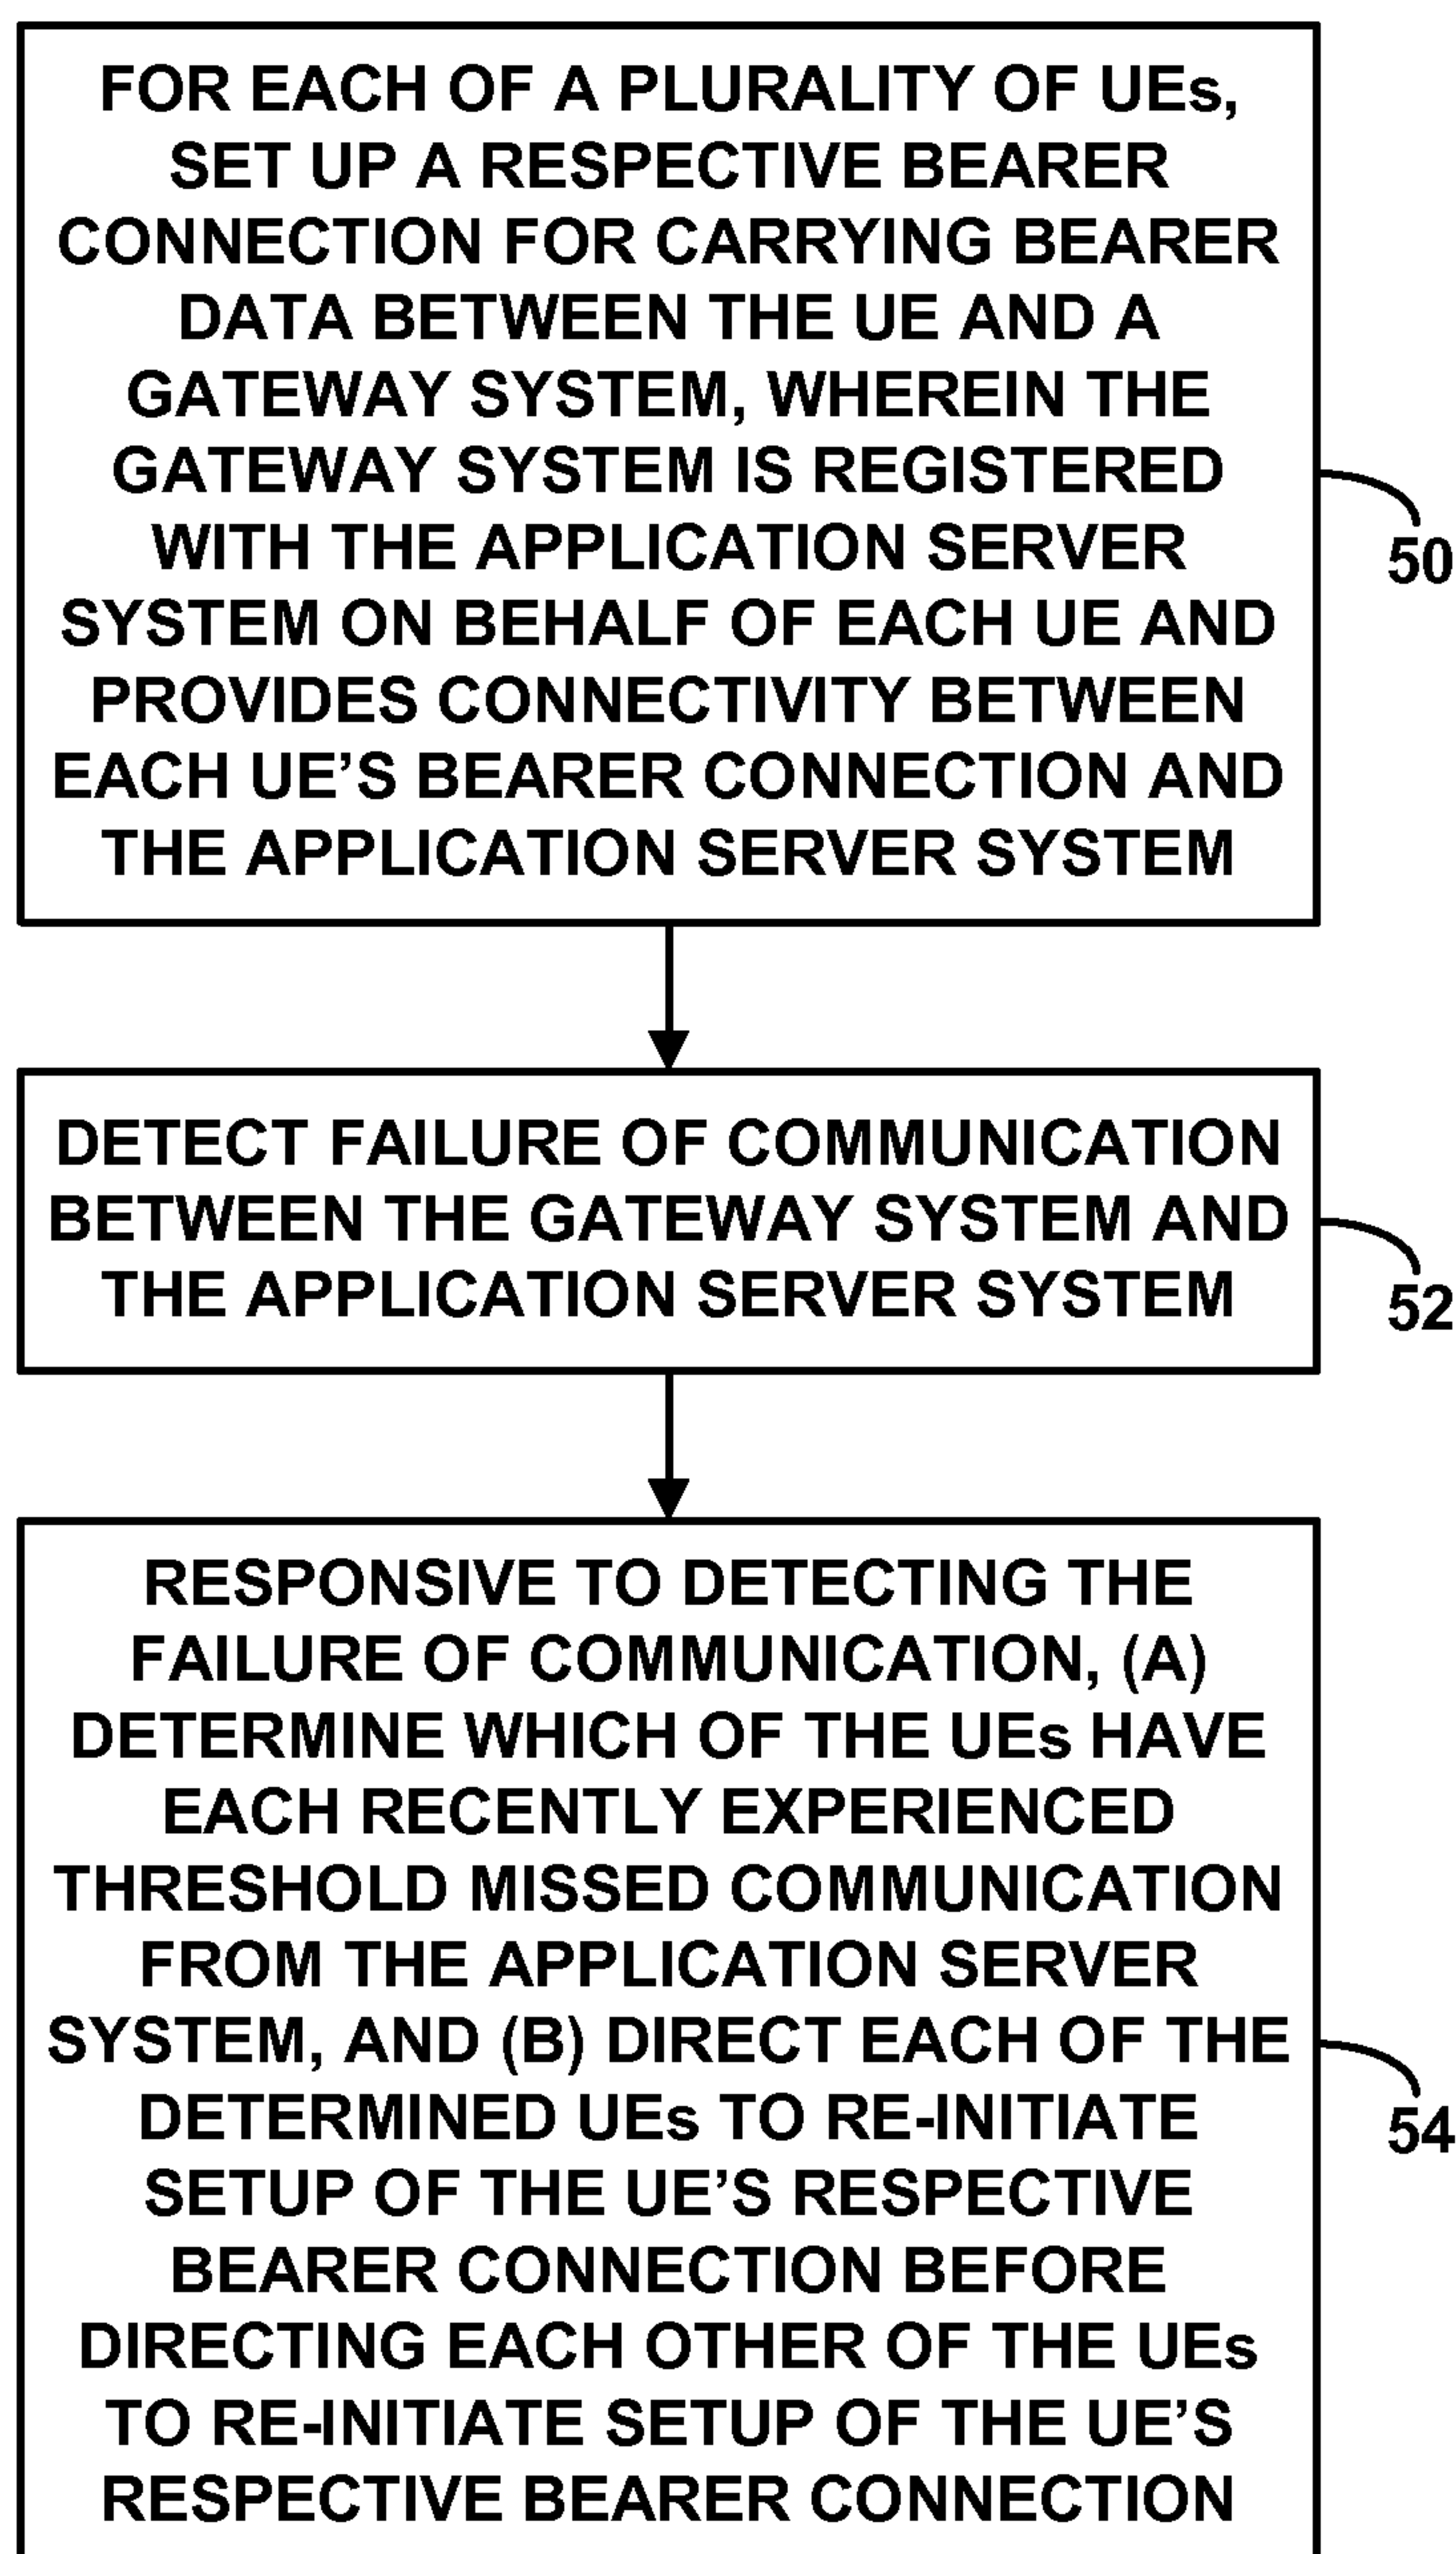 FOR EACH OF A PLURALITY OF UEs,
SET UP A RESPECTIVE BEARER
CONNECTION FOR CARRYING BEARER
DATA BETWEEN THE UE AND A
GATEWAY SYSTEM, WHEREIN THE
GATEWAY SYSTEM IS REGISTERED
WITH THE APPLICATION SERVER
SYSTEM ON BEHALF OF EACH UE AND
PROVIDES CONNECTIVITY BETWEEN
EACH UE’S BEARER CONNECTION AND
THE APPLICATION SERVER SYSTEM
50
DETECT FAILURE OF COMMUNICATION
BETWEEN THE GATEWAY SYSTEM AND
THE APPLICATION SERVER SYSTEM
52
RESPONSIVE TO DETECTING THE
FAILURE OF COMMUNICATION, (A)
DETERMINE WHICH OF THE UEs HAVE
EACH RECENTLY EXPERIENCED
THRESHOLD MISSED COMMUNICATION
FROM THE APPLICATION SERVER
SYSTEM, AND (B) DIRECT EACH OF THE
DETERMINED UEs TO RE-INITIATE
SETUP OF THE UE’S RESPECTIVE
BEARER CONNECTION BEFORE
DIRECTING EACH OTHER OF THE UEs
TO RE-INITIATE SETUP OF THE UE’S
RESPECTIVE BEARER CONNECTION
54